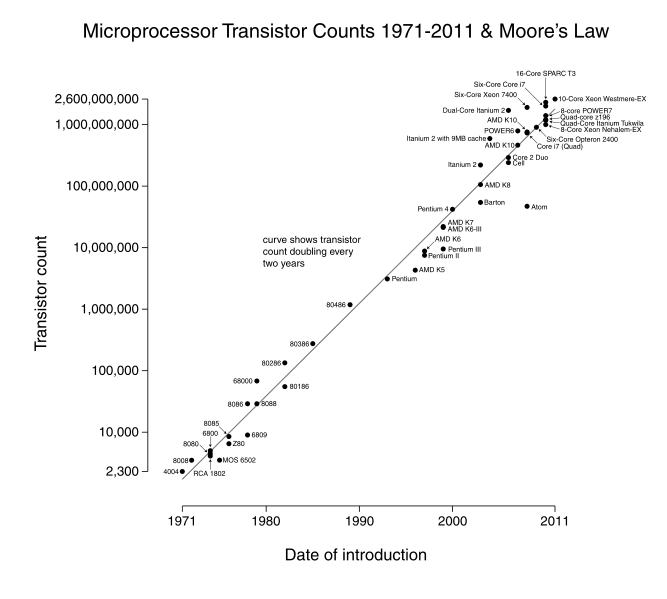 Microprocessor Transistor Counts 1971-2011 & Moore's Law
16-Core SPARC T3
Six-Core Core i7
Six-Core Xeon 7400
10-Core Xeon Westmere-EX
Dual-Core Itanium 2
8-core POWER7
Quad-core z196
Quad-Core Itanium Tukwila
8-Core Xeon Nehalem-EX
AMD K10
POWER6
Itanium 2 with 9MB cache
Six-Core Opteron 2400
AMD K10
Core i7 (Quad)
Core 2 Duo
Cell
Itanium 2
AMD K8
Barton
Atom
Pentium 4
AMD K7
AMD K6-III
AMD K6
Pentium III
Pentium II
AMD K5
Pentium
80486
80386
80286
80186
68000
8086
8088
8085
6800
6809
8080
Z80
8008
MOS 6502
4004
RCA 1802
curve shows transistor
count doubling every
two years
Transistor count
2,600,000,000
1,000,000,000
100,000,000
10,000,000
1,000,000
100,000
10,000
2,300
1971
1980
1990
2000
2011
Date of introduction